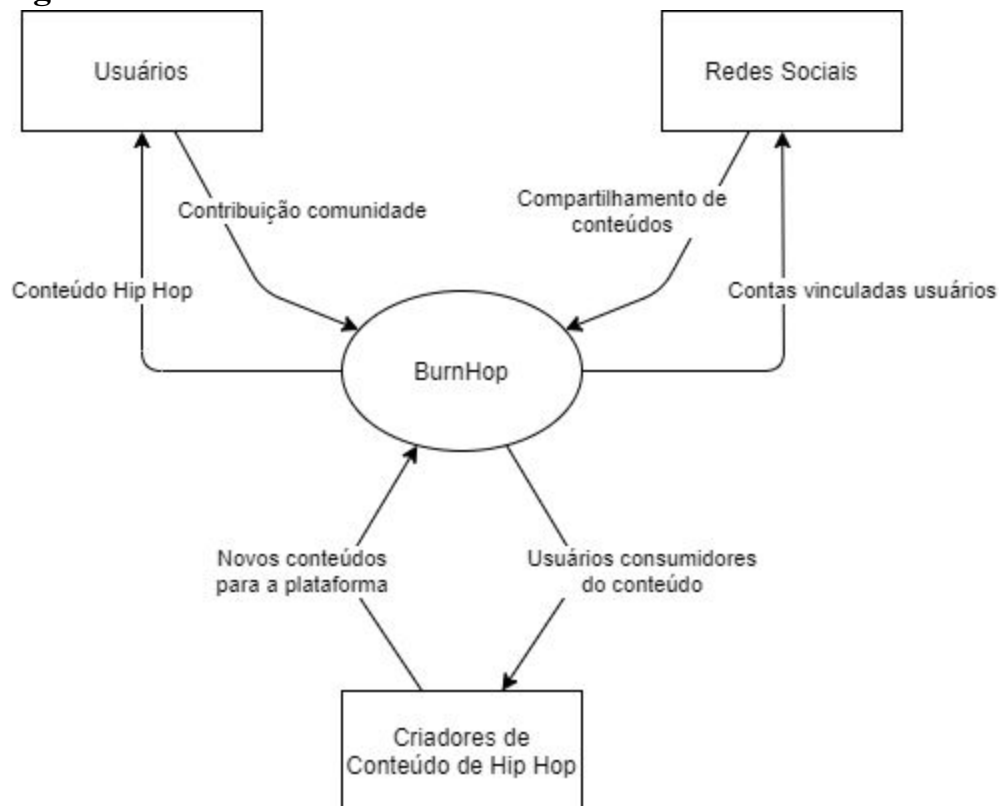 Usuários
Redes Sociais
Contribuição comunidade
Compartilhamento de
conteúdos
Conteúdo Hip Hop
Contas vinculadas usuários
BurnHop
Novos conteúdos
para a plataforma
Usuários consumidores
do conteúdo
Criadores de
Conteúdo de Hip Hop